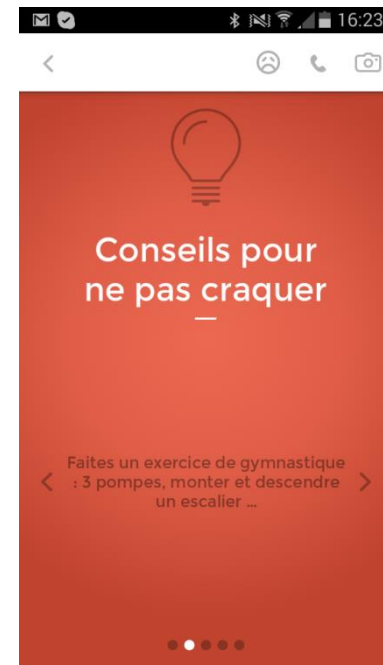 16:23
Conseils pour
ne pas craquer
Faites un exercice de gymnastique
: 3 pompes, monter et descendre
un escalier ...